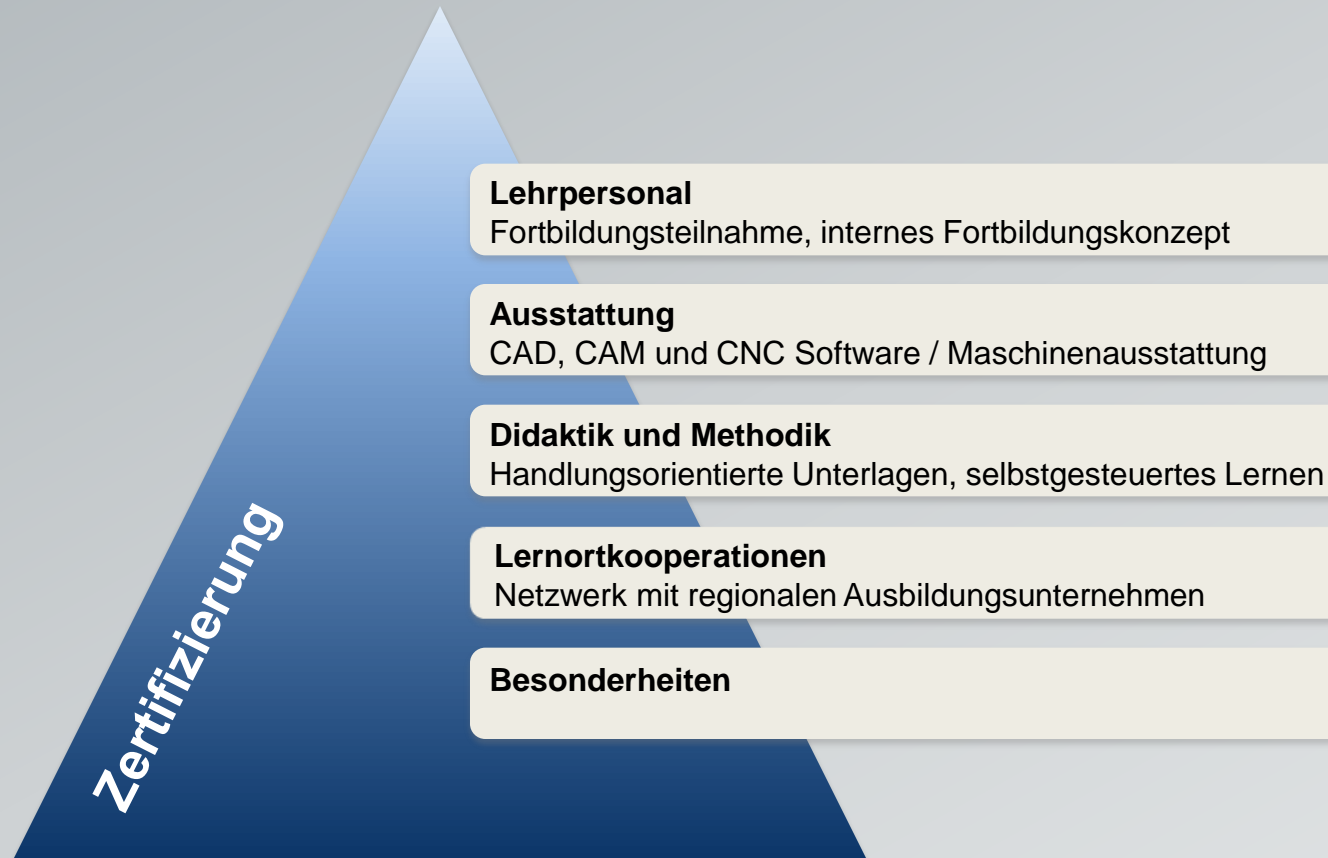 Lehrpersonal
Fortbildungsteilnahme, internes Fortbildungskonzept
Ausstattung
CAD, CAM und CNC Software / Maschinenausstattung
Didaktik und Methodik
Handlungsorientierte Unterlagen, selbstgesteuertes Lernen
Lernortkooperationen
Netzwerk mit regionalen Ausbildungsunternehmen
Besonderheiten
Zertifizierung